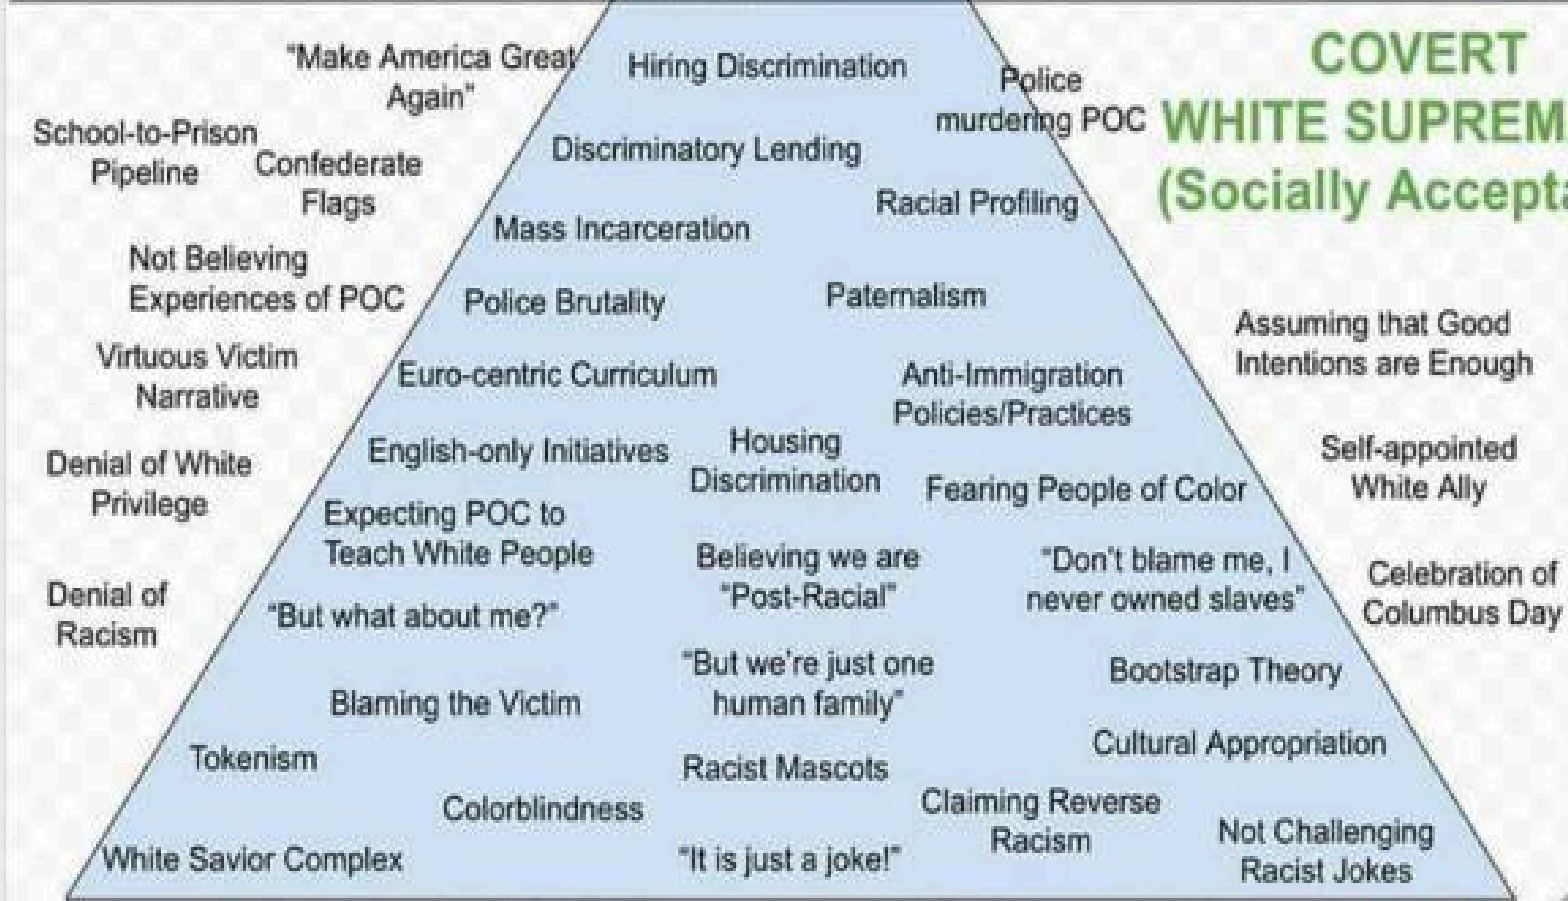 "Make America Great
Again"
Hiring Discrimination
Police
murdering POC
COVERT
WHITE SUPREM
(Socially Accepta
School-to-Prison
Pipeline
Confederate
Flags
Discriminatory Lending
Racial Profiling
Mass Incarceration
Not Believing
Experiences of POC
Police Brutality
Paternalism
Assuming that Good
Intentions are Enough
Virtuous Victim
Narrative
Euro-centric Curriculum
Anti-Immigration
Policies/Practices
English-only Initiatives
Housing
Discrimination
Fearing People of Color
Self-appointed
White Ally
Denial of White
Privilege
Expecting POC to
Teach White People
Believing we are
"Post-Racial"
"Don't blame me, I
never owned slaves"
Celebration of
Columbus Day
Denial of
Racism
"But what about me?"
"But we're just one
human family"
Bootstrap Theory
Blaming the Victim
Cultural Appropriation
Tokenism
Racist Mascots
Colorblindness
Claiming Reverse
Racism
Not Challenging
Racist Jokes
White Savior Complex
"It is just a joke!"